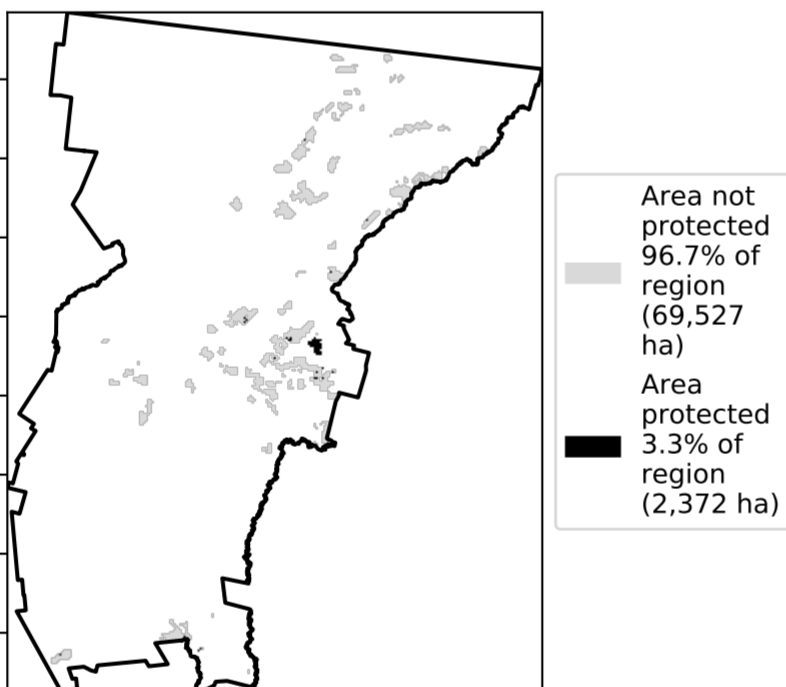 Area not
protected
96.7% of
region
(69,527
ha)
Area
protected
3.3% of
region
(2,372 ha)